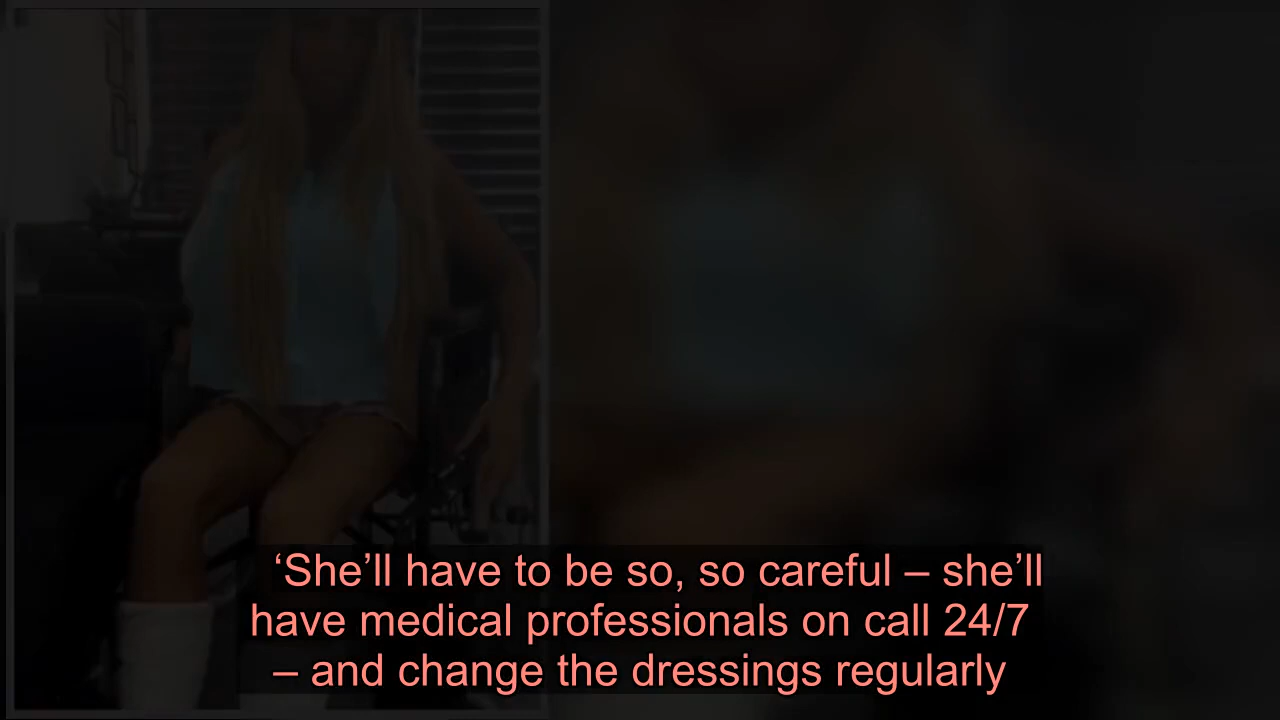 ‘She’ll have to be so, so careful – she’ll
have medical professionals on call 24/7
– and change the dressings regularly